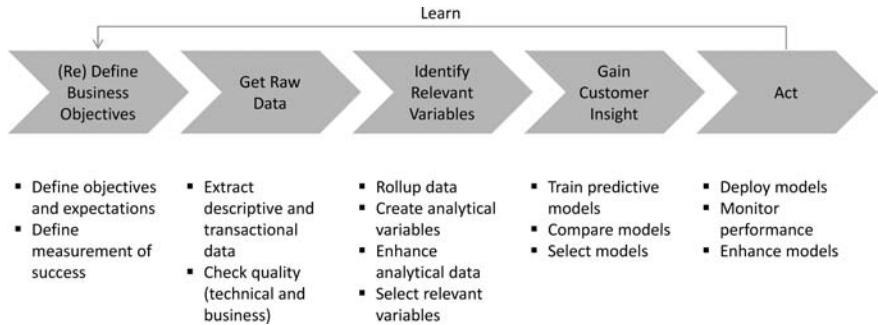 Learn
(Re) Define
Business
Objectives
Get Raw
Data
Identify
Relevant
Variables
Gain
Customer
Insight
Act
▪ Define objectives
and expectations
▪ Define
measurement of
success
▪ Extract
descriptive and
transactional
data
▪ Check quality
(technical and
business)
▪ Rollup data
▪ Create analytical
variables
▪ Enhance
analytical data
▪ Select relevant
variables
▪ Train predictive
models
▪ Compare models
▪ Select models
▪ Deploy models
▪ Monitor
performance
▪ Enhance models